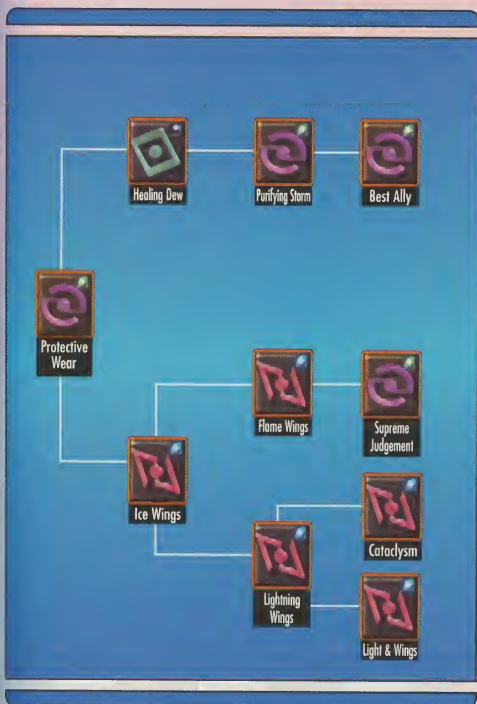 Healing Dew
Purifying Storm
Best Ally
Protective
Wear
Flame Wings
Supreme
Judgement
Ice Wings
Cataclysm
Lightning
Wings
Light & Wings